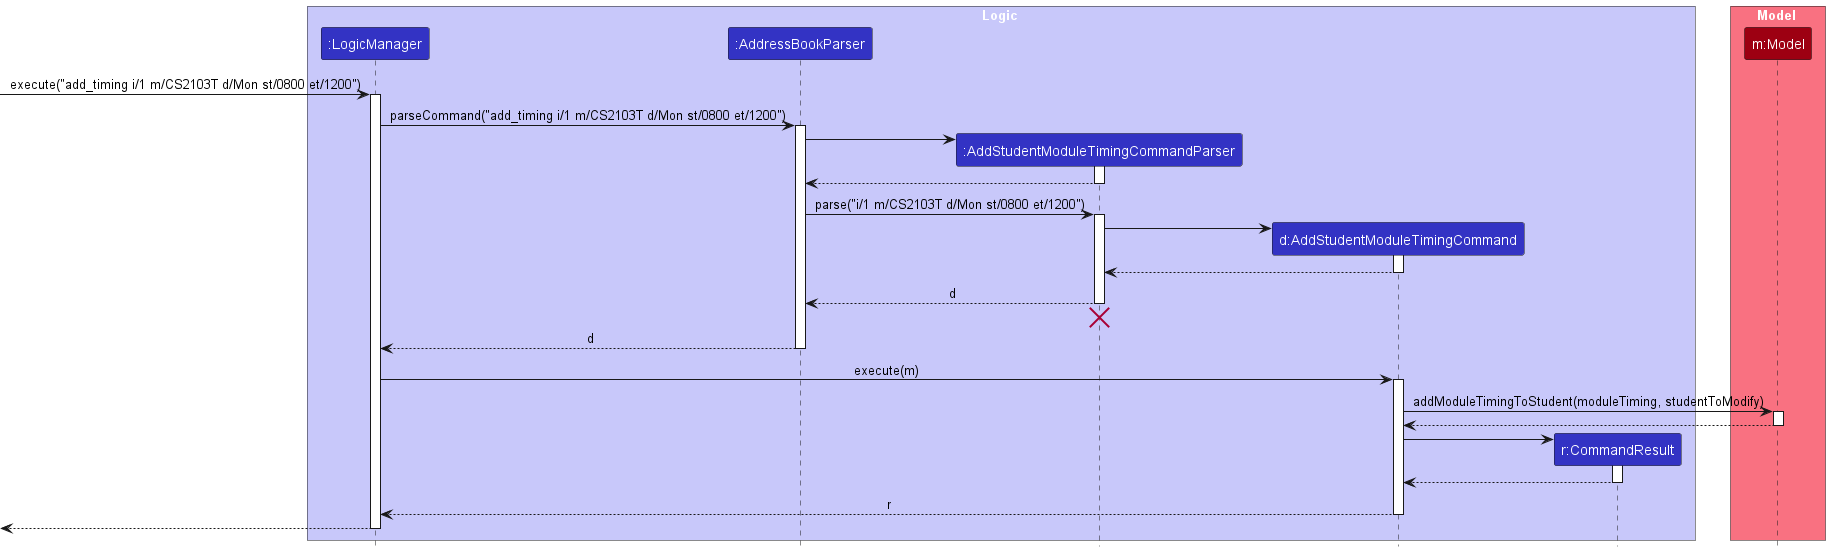 Logic
Model
:LogicManager
:AddressBookParser
m:Model
execute("add_timing i/1 m/CS2103T d/Mon st/0800 et/1200")
parseCommand("add_timing i/1 m/CS2103T d/Mon st/0800 et/1200")
:AddStudentModuleTimingCommandParser
parse("i/1 m/CS2103T d/Mon st/0800 et/1200")
d:AddStudentModuleTimingCommand
d
d
execute(m)
addModuleTimingToStudent(moduleTiming, studentToModify)
r:CommandResult
r